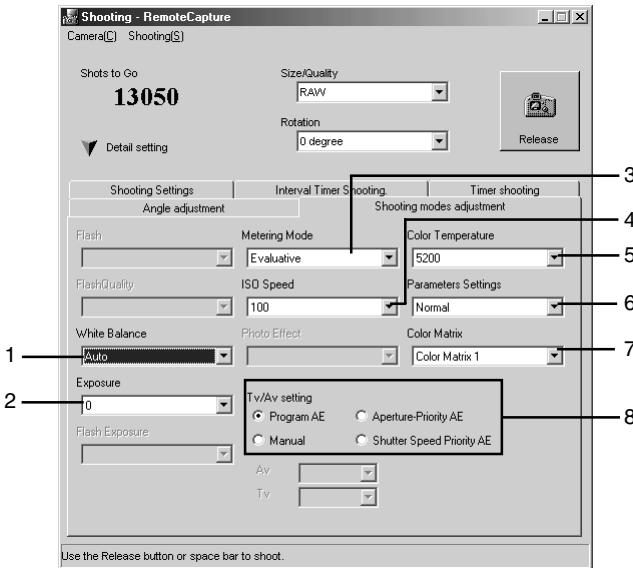 Shooting - RemoteCapture
Camera[C] Shooting[S]
Shots to Go
13050
Detail setting
Size/Quality
RAW
Rotation
0 degree
Release
Shooting Settings
Interval Timer Shooting.
Timer shooting
Angle adjustment
Shooting modes adjustment
Flash
FlashQuality
White Balance
Auto
Exposure
0
Flash Exposure
Metering Mode
Evaluative
ISO Speed
100
Photo Effect
Color Temperature
5200
Parameters Settings
Normal
Color Matrix
Color Matrix 1
Tv/Av setting
Program AE
Aperture-Priority AE
Manual
Shutter Speed Priority AE
Av
Tv
Use the Release button or space bar to shoot.
1
2
3
4
5
6
7
8